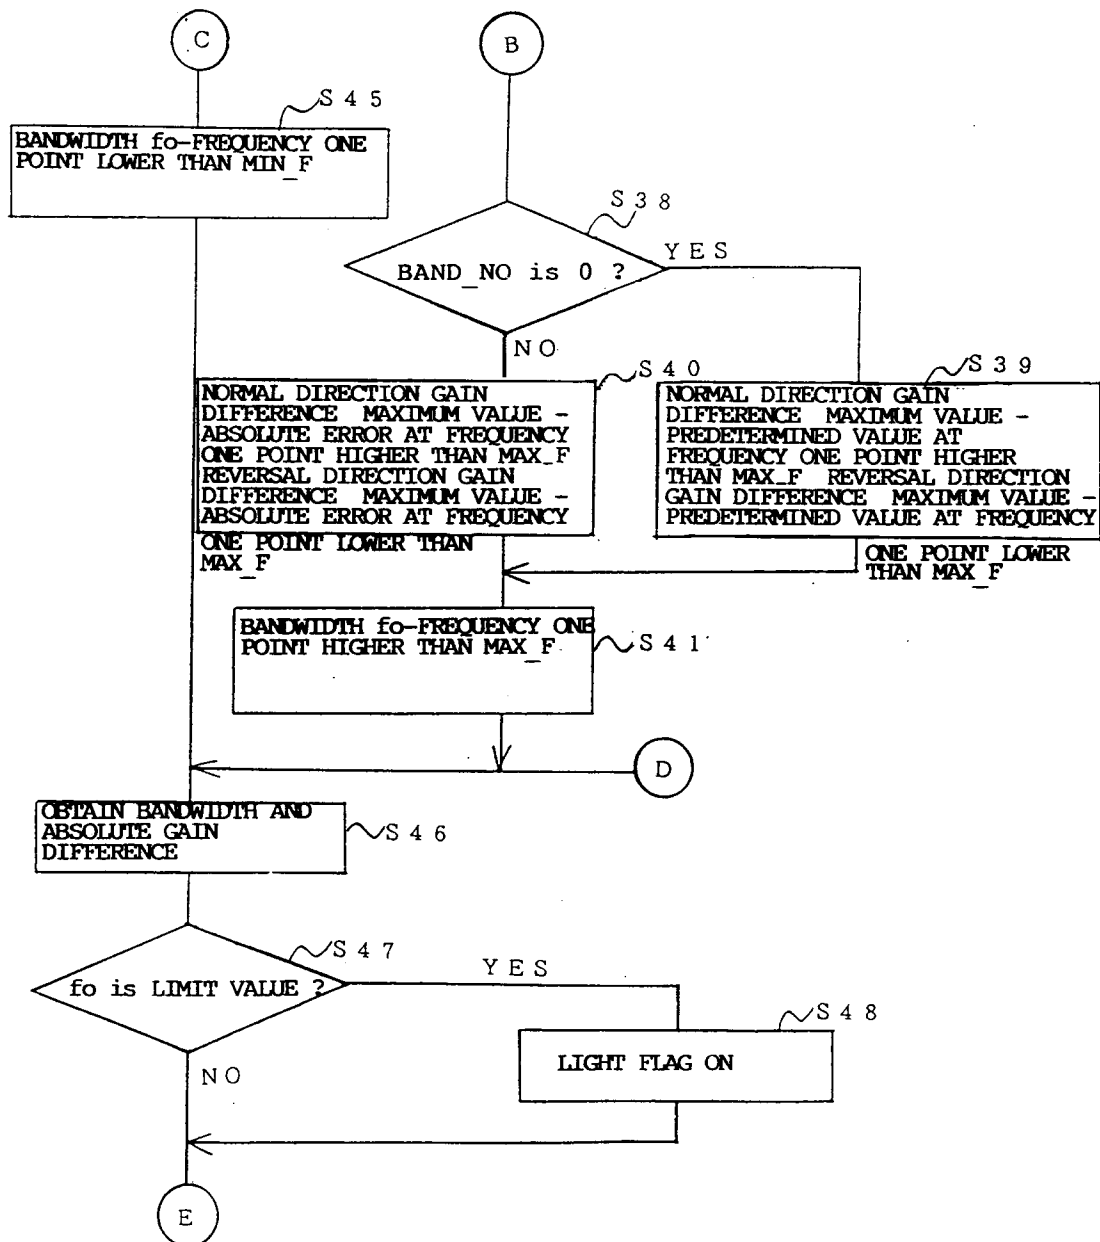 C
B
S45
BANDWIDTH fo-FREQUENCY ONE
POINT LOWER THAN MIN_F
S38
BAND_NO is 0 ?
YES
NO
S40
NORMAL DIRECTION GAIN
DIFFERENCE MAXIMUM VALUE -
ABSOLUTE ERROR AT FREQUENCY
ONE POINT HIGHER THAN MAX_F
REVERSAL DIRECTION GAIN
DIFFERENCE MAXIMUM VALUE -
ABSOLUTE ERROR AT FREQUENCY
ONE POINT LOWER THAN
MAX_F
S39
NORMAL DIRECTION GAIN
DIFFERENCE MAXIMUM VALUE -
PREDETERMINED VALUE AT
FREQUENCY ONE POINT HIGHER
THAN MAX_F REVERSAL DIRECTION
GAIN DIFFERENCE MAXIMUM VALUE -
PREDETERMINED VALUE AT FREQUENCY
ONE POINT LOWER
THAN MAX_F
BANDWIDTH fo-FREQUENCY ONE
POINT HIGHER THAN MAX_F
S41
D
OBTAIN BANDWIDTH AND
ABSOLUTE GAIN
DIFFERENCE
S46
S47
fo is LIMIT VALUE ?
YES
S48
LIGHT FLAG ON
NO
E